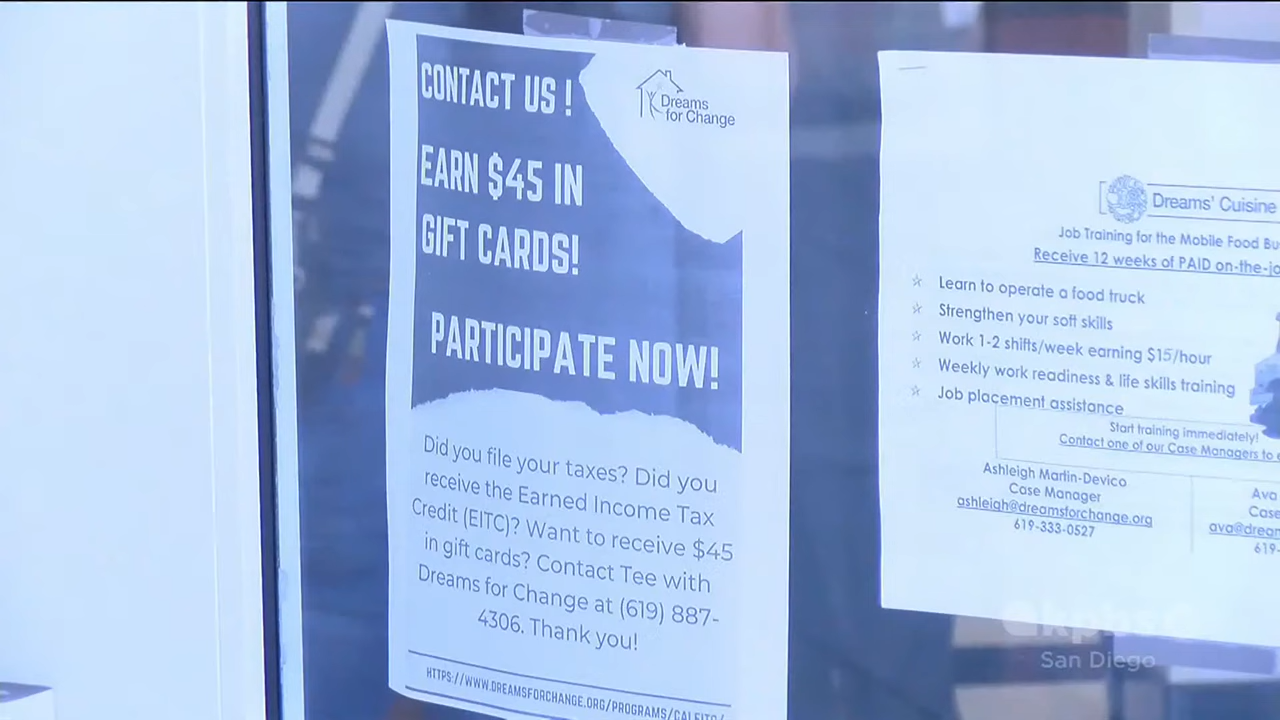 CONTACT US !
EARN $45 IN
GIFT CARDS!
PARTICIPATE NOW!
Dreams
for Change
Did you file your taxes? Did you
receive the Earned Income Tax
Credit (EITC)? Want to receive $45
in gift cards? Contact Tee with
Dreams for Change at (619) 887-
4306. Thank you!
HTTPS://WWW.DREAMSFORCHANGE.ORG/PROGRAMS/CALEITC/
Dreams' Cuisine
Job Training for the Mobile Food Bu
Receive 12 weeks of PAID on-the-jo
☆ Learn to operate a food truck
☆ Strengthen your soft skills
☆ Work 1-2 shifts/week earning $15/hour
☆ Weekly work readiness & life skills training
☆ Job placement assistance
Start training immediately!
Contact one of our Case Managers to e
Ashleigh Martin-Devico
Case Manager
ashleigh@dreamsforchange.org
619-333-0527
Ava
Case
ava@drean
619-
kpbs
San Diego